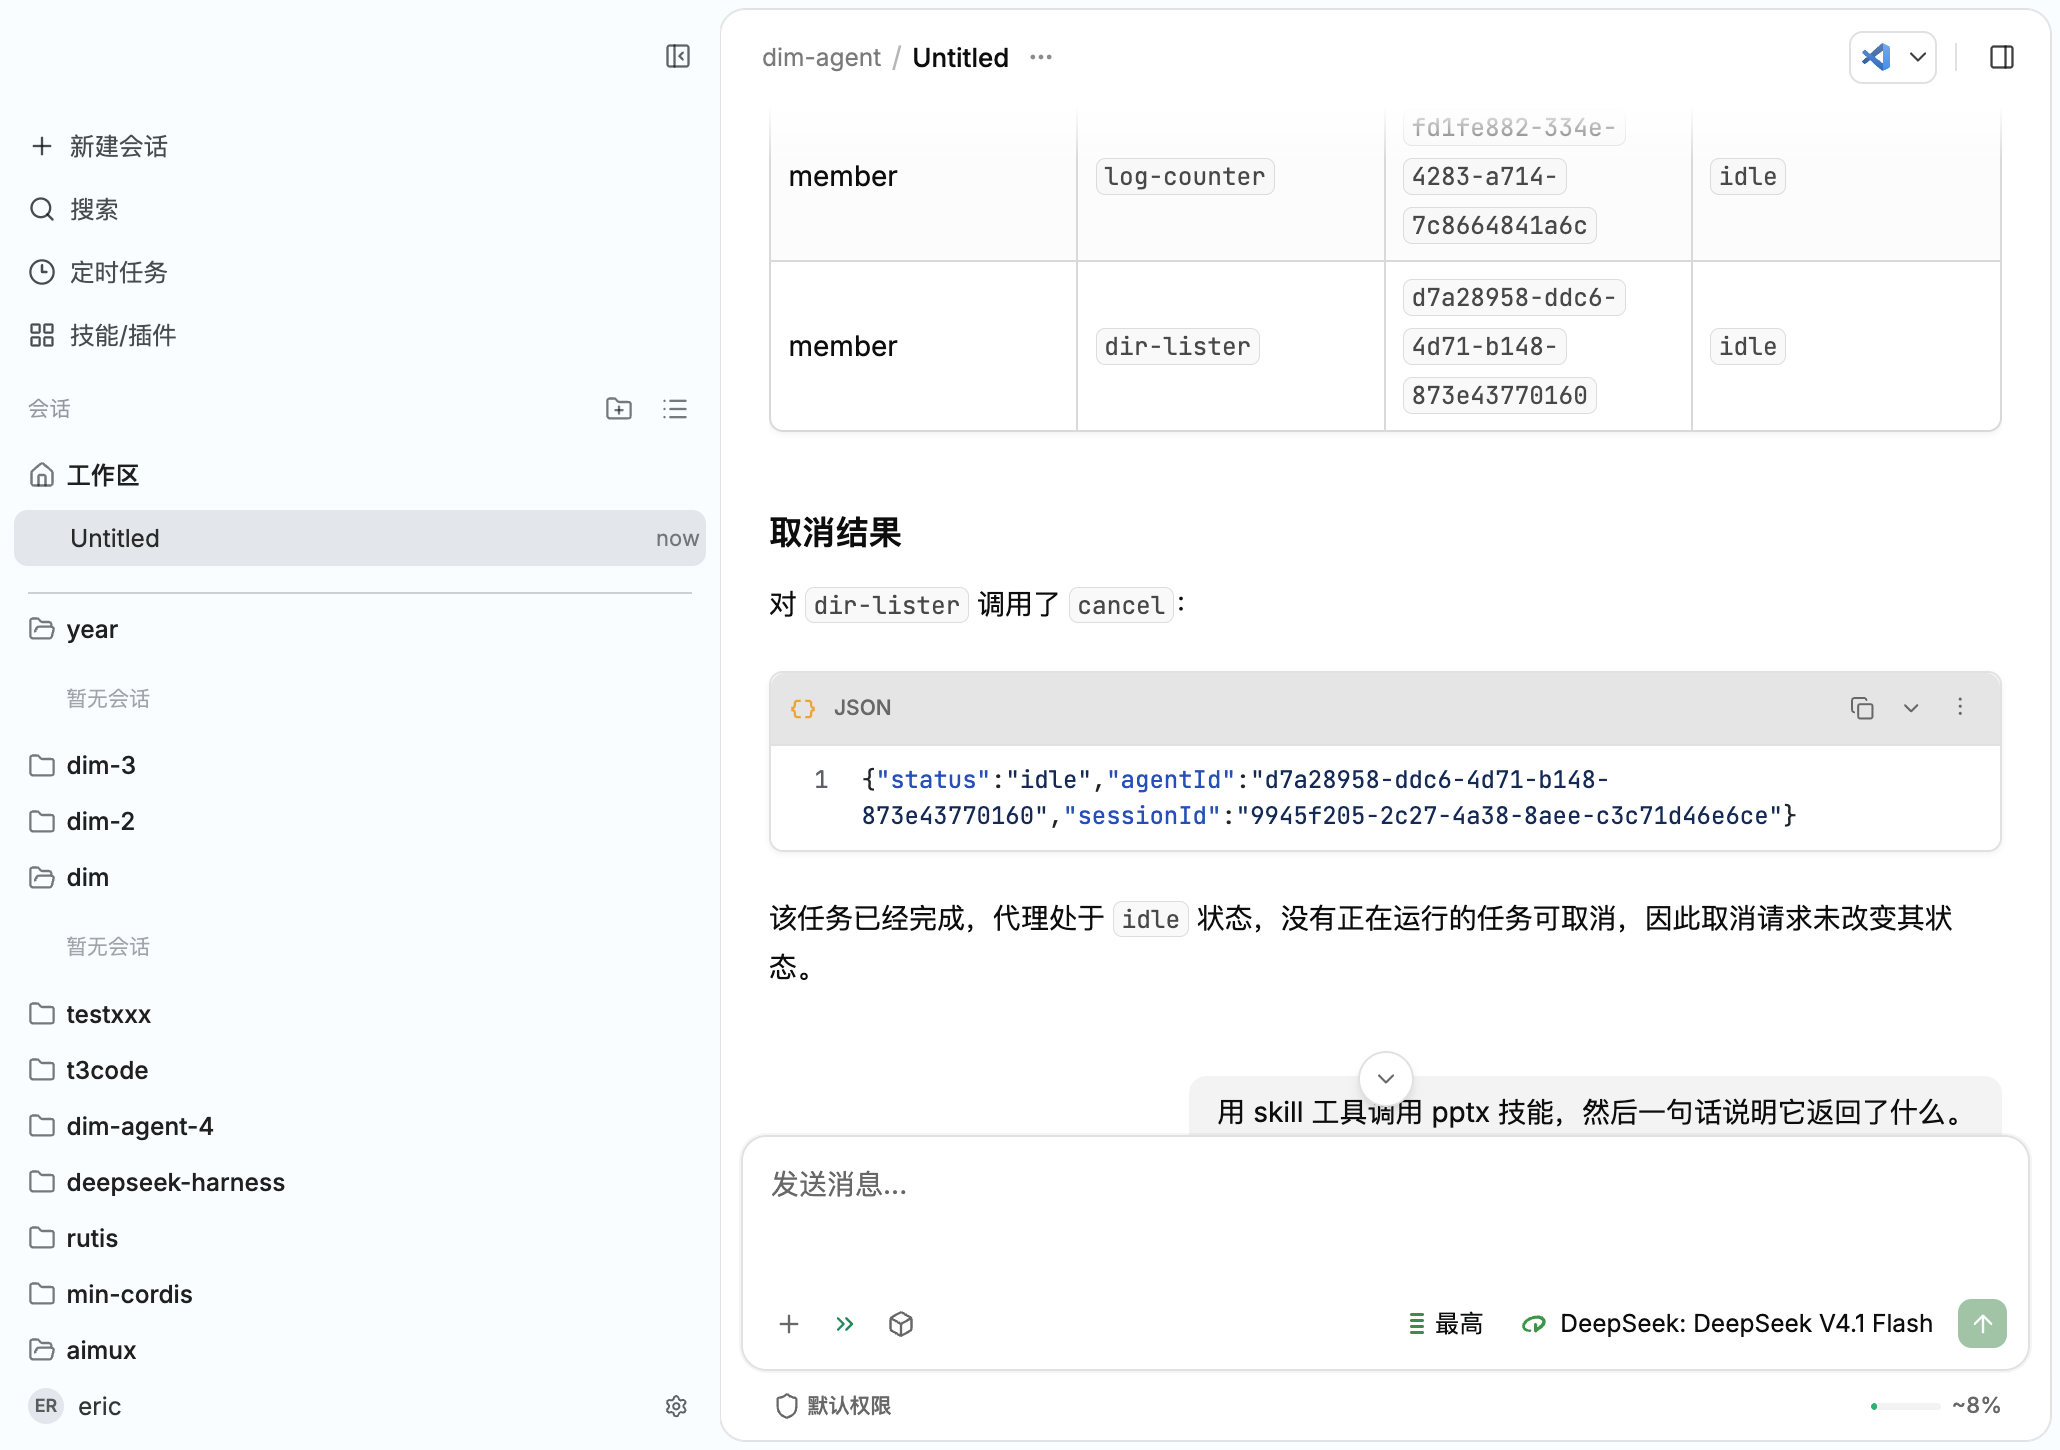 新建会话
搜索
定时任务
技能/插件
会话
工作区
Untitled now
year
暂无会话
dim-3
dim-2
dim
暂无会话
testxxx
t3code
dim-agent-4
deepseek-harness
rutis
min-cordis
aimux
ER eric
dim-agent / Untitled ···
fd1fe882-334e-
member log-counter 4283-a714- idle
7c8664841a6c
d7a28958-ddc6-
member dir-lister 4d71-b148- idle
873e43770160
取消结果
对 dir-lister 调用了 cancel：
{} JSON
1 {"status":"idle","agentId":"d7a28958-ddc6-4d71-b148-
873e43770160","sessionId":"9945f205-2c27-4a38-8aee-c3c71d46e6ce"}
该任务已经完成，代理处于 idle 状态，没有正在运行的任务可取消，因此取消请求未改变其状
态。
用 skill 工具调用 pptx 技能，然后一句话说明它返回了什么。
发送消息...
最高 DeepSeek: DeepSeek V4.1 Flash
默认权限 ~8%